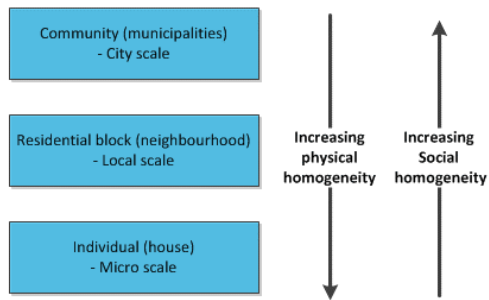 Community (municipalities)
- City scale
Residential block (neighbourhood)
- Local scale
Individual (house)
- Micro scale
Increasing
physical
homogeneity
Increasing
Social
homogeneity